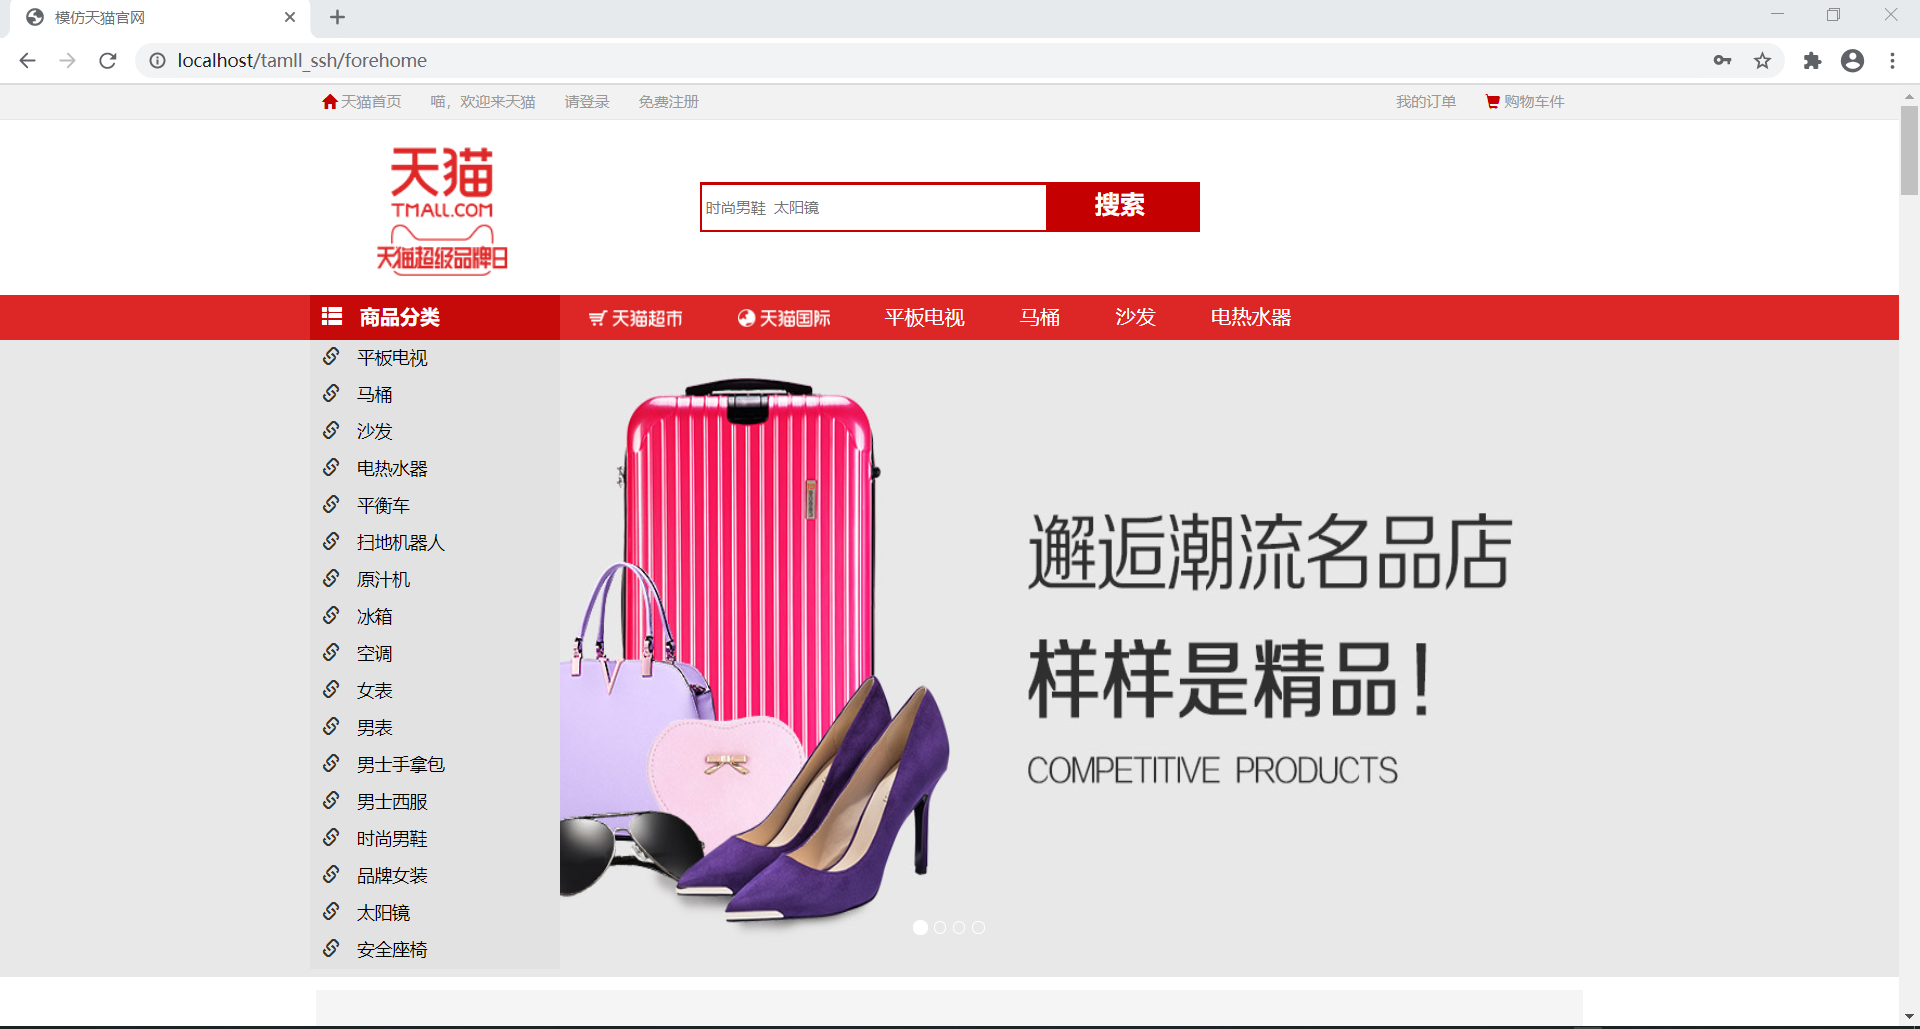 模仿天猫官网
localhost/tamll_ssh/forehome
天猫首页 喵，欢迎来天猫 请登录 免费注册 我的订单 购物车件
天猫
TMALL.COM
天猫超级品牌日
时尚男鞋 太阳镜 搜索
商品分类 天猫超市 天猫国际 平板电视 马桶 沙发 电热水器
平板电视
马桶
沙发
电热水器
平衡车
扫地机器人
原汁机
冰箱
空调
女表
男表
男士手拿包
男士西服
时尚男鞋
品牌女装
太阳镜
安全座椅
邂逅潮流名品店
样样是精品！
COMPETITIVE PRODUCTS